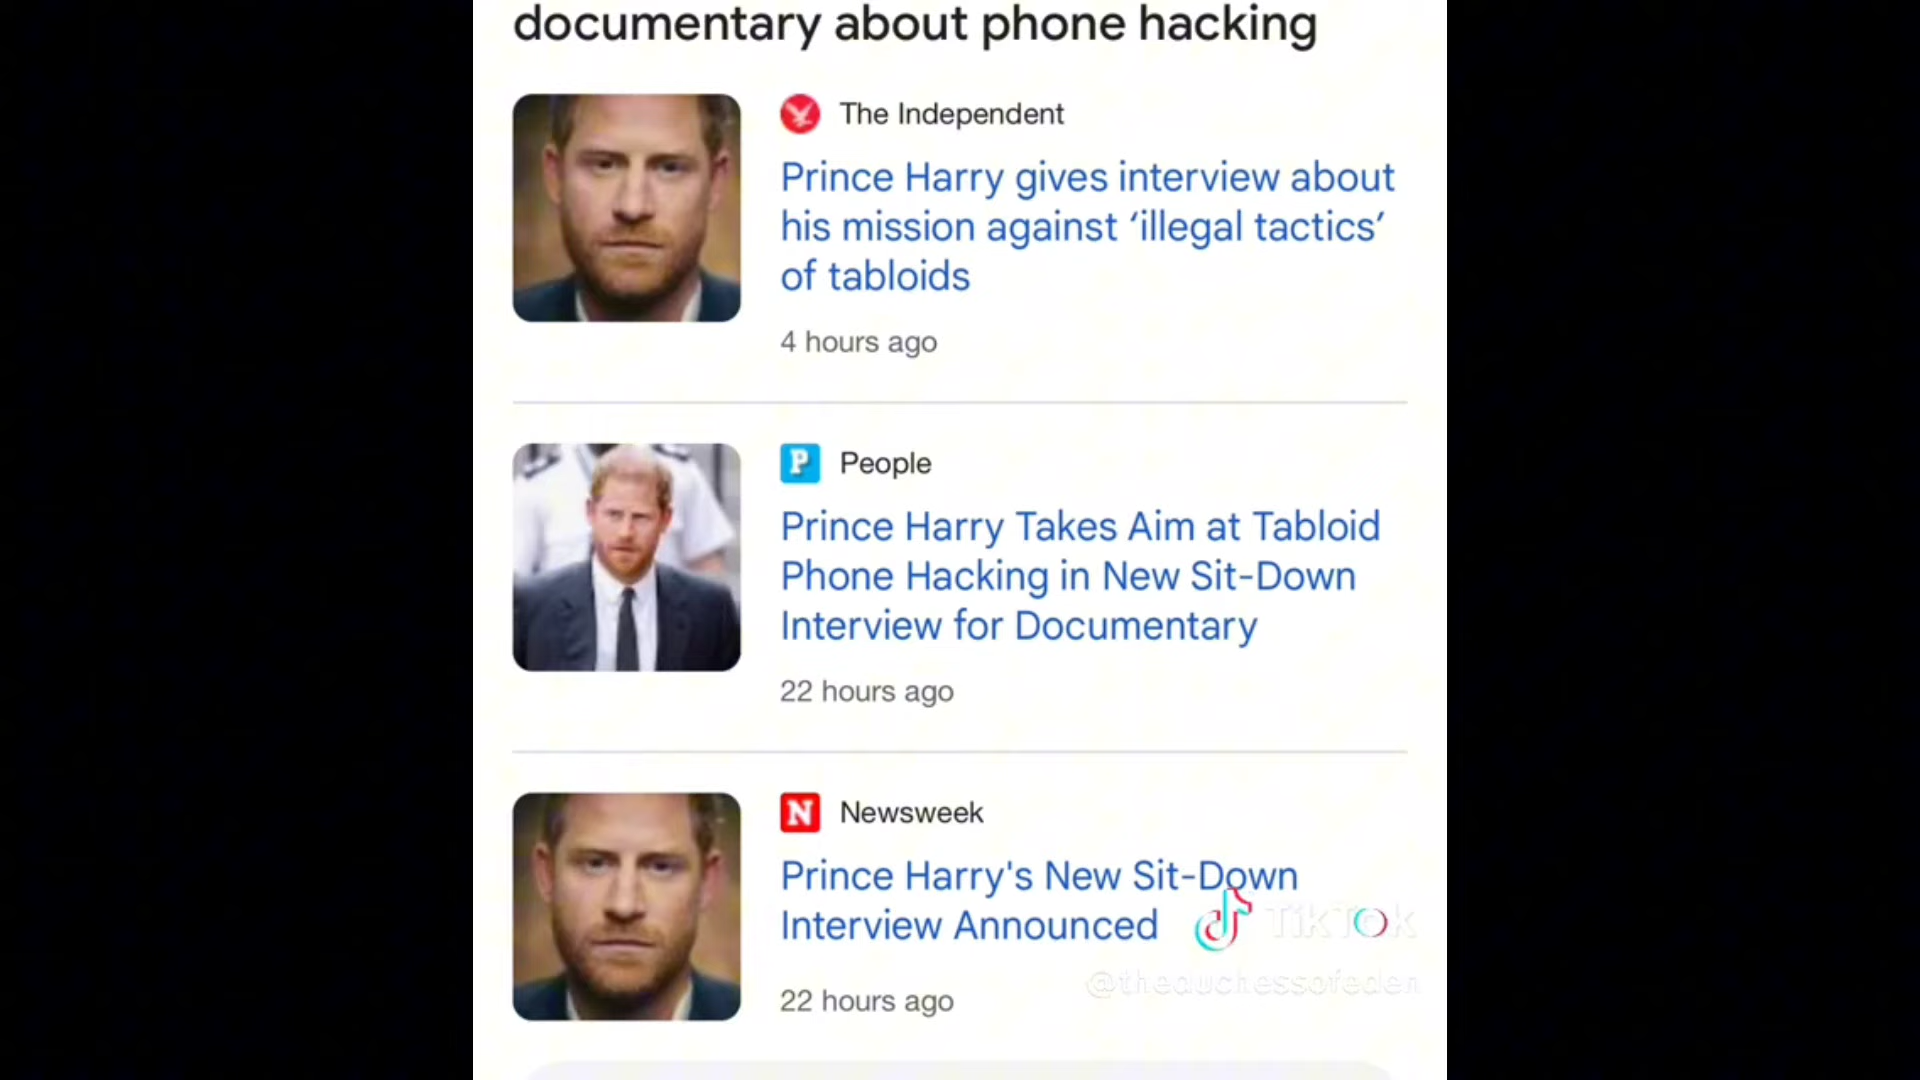 documentary about phone hacking
The Independent
Prince Harry gives interview about
his mission against ‘illegal tactics’
of tabloids
4 hours ago
P People
Prince Harry Takes Aim at Tabloid
Phone Hacking in New Sit-Down
Interview for Documentary
22 hours ago
N Newsweek
Prince Harry's New Sit-Down
Interview Announced
TikTok
@theduchessofeden
22 hours ago